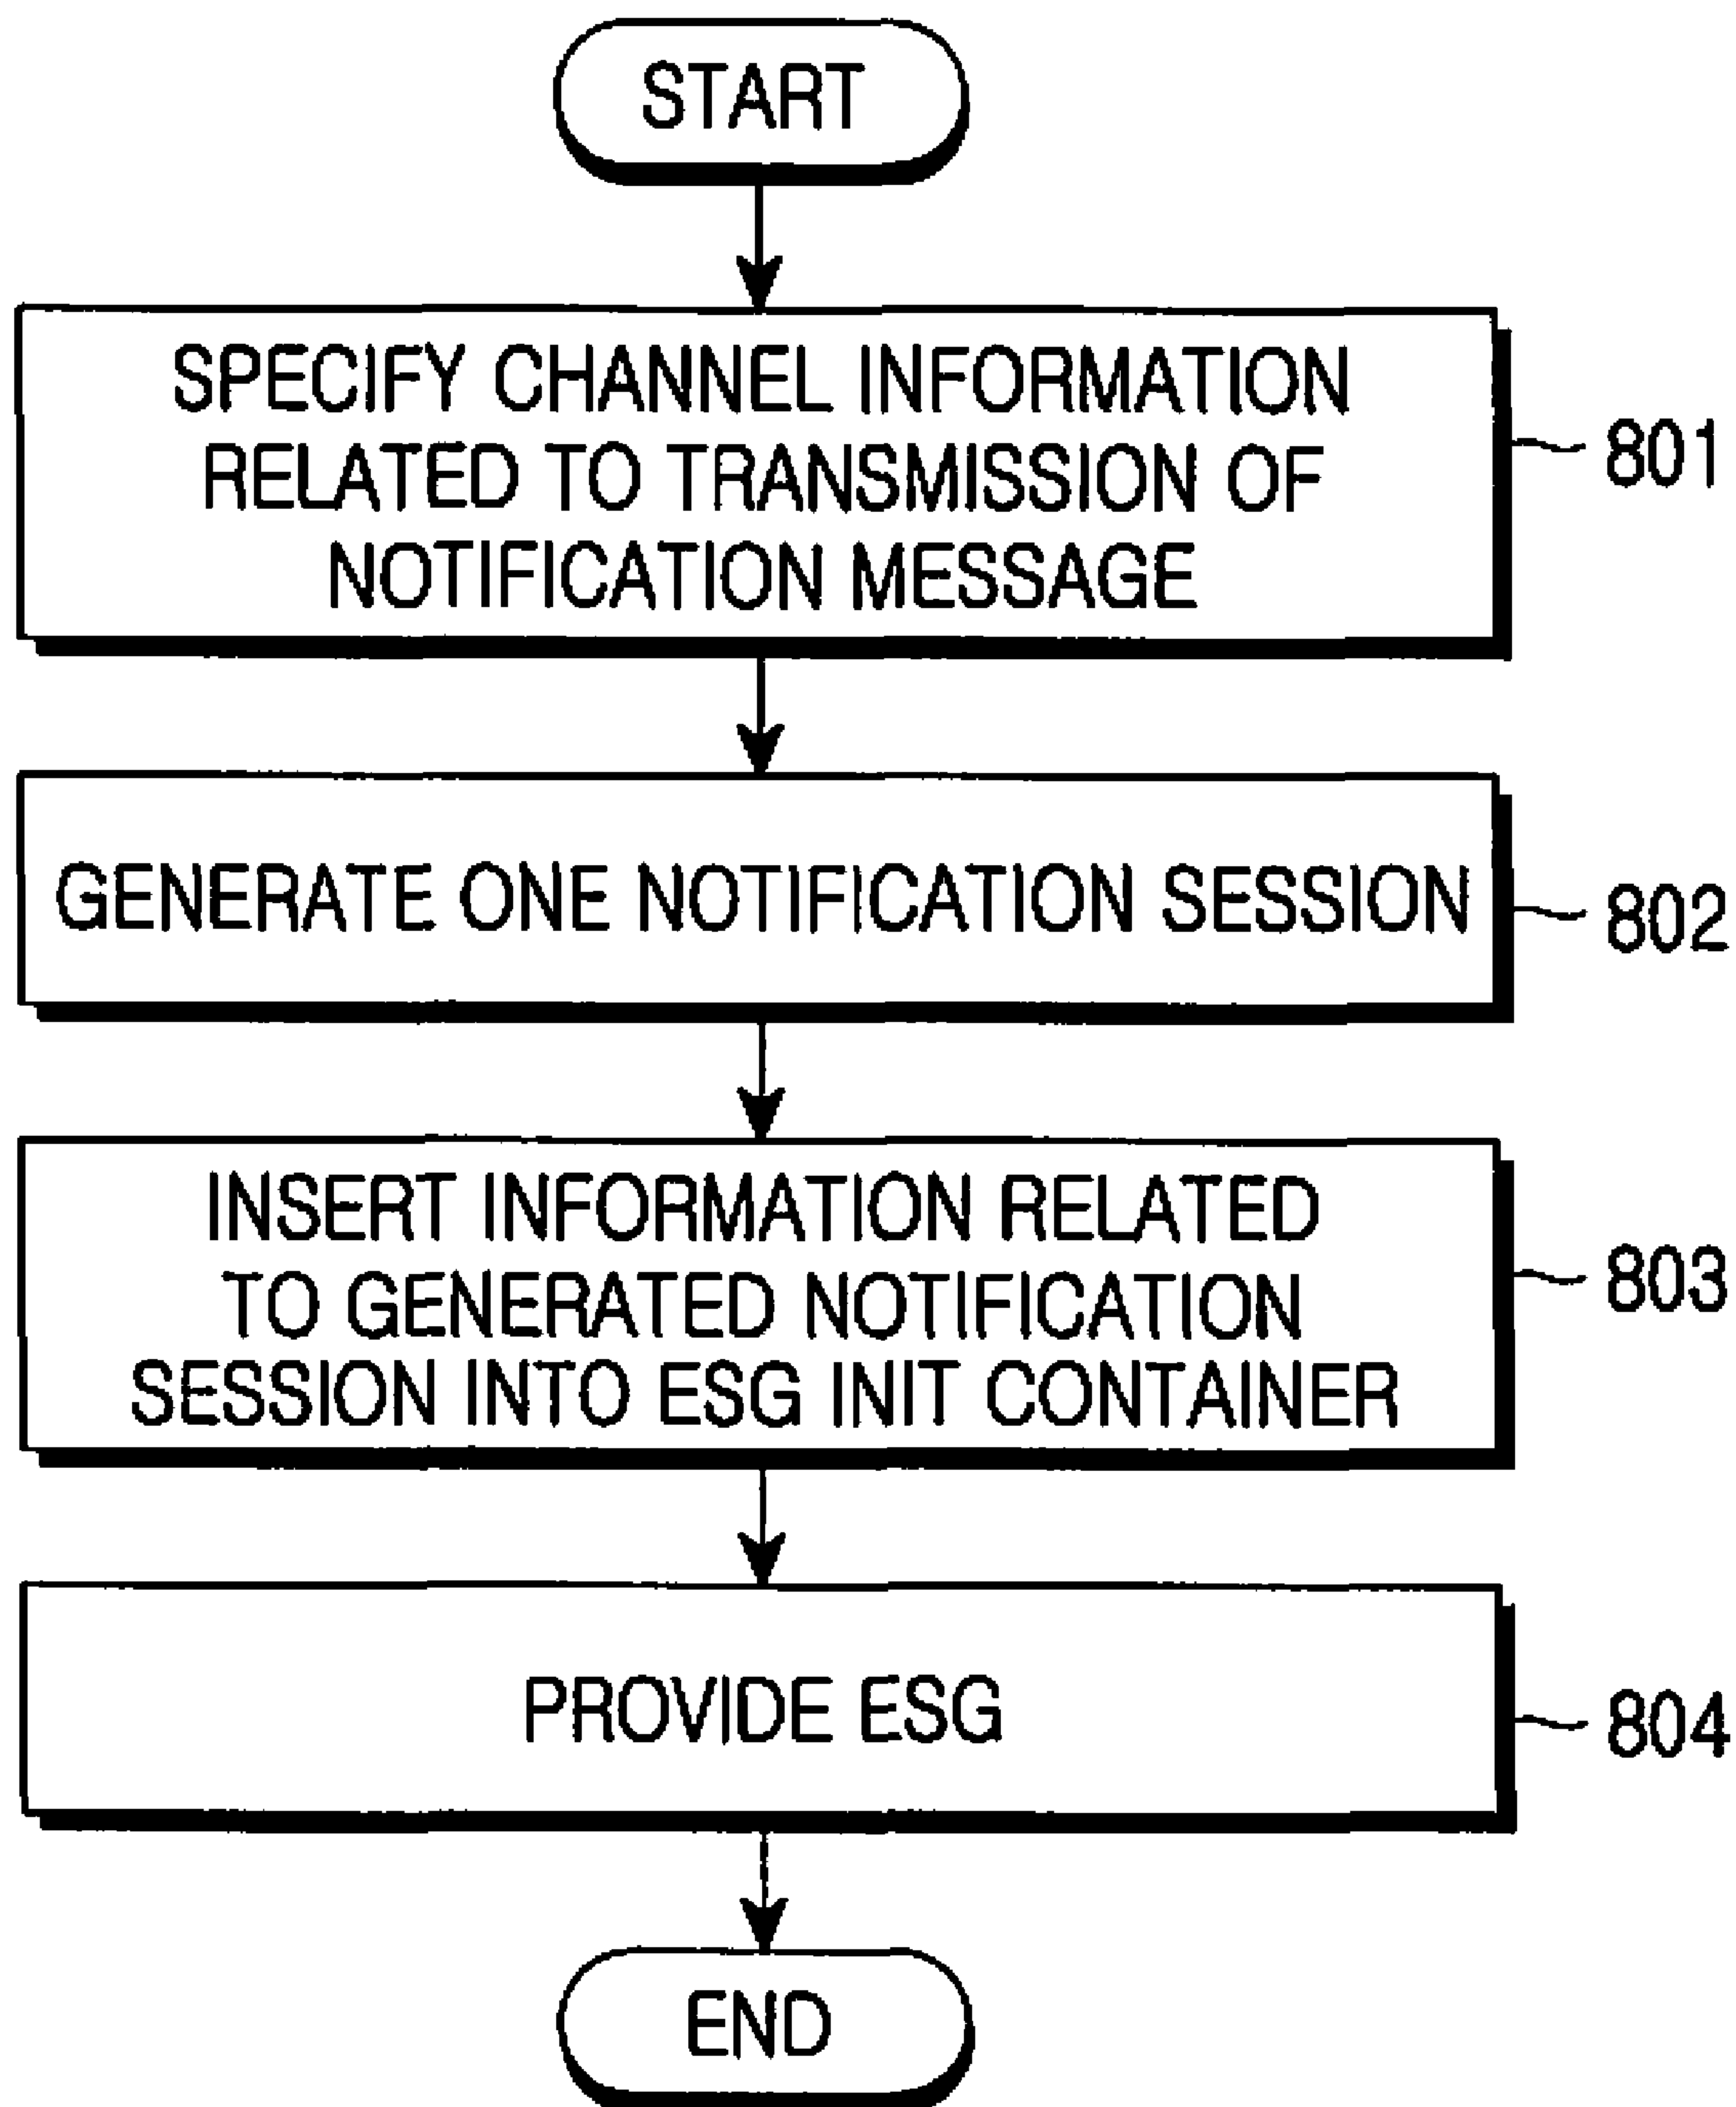 START
SPECIFY CHANNEL INFORMATION
RELATED TO TRANSMISSION OF
NOTIFICATION MESSAGE
801
GENERATE ONE NOTIFICATION SESSION
802
INSERT INFORMATION RELATED
TO GENERATED NOTIFICATION
SESSION INTO ESG INIT CONTAINER
803
PROVIDE ESG
804
END